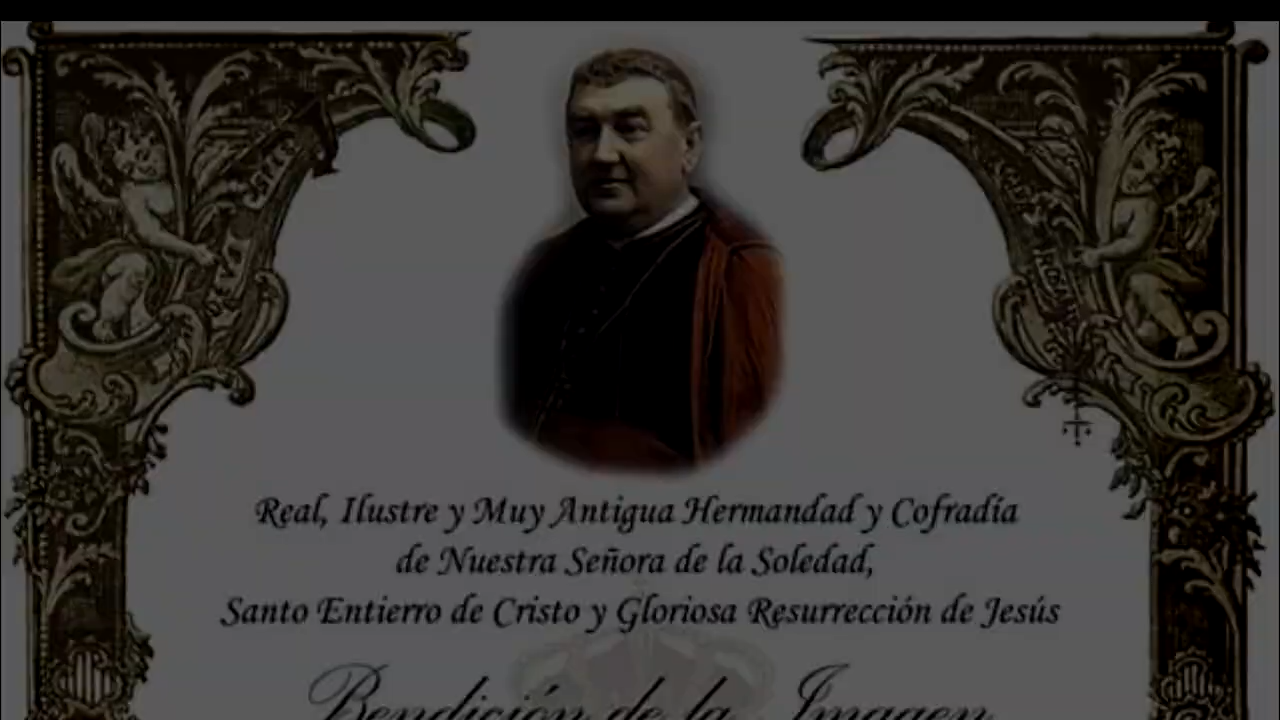 Real, Ilustre y Muy Antigua Hermandad y Cofradía
de Nuestra Señora de la Soledad,
Santo Entierro de Cristo y Gloriosa Resurrección de Jesús
Bendición de la Imagen